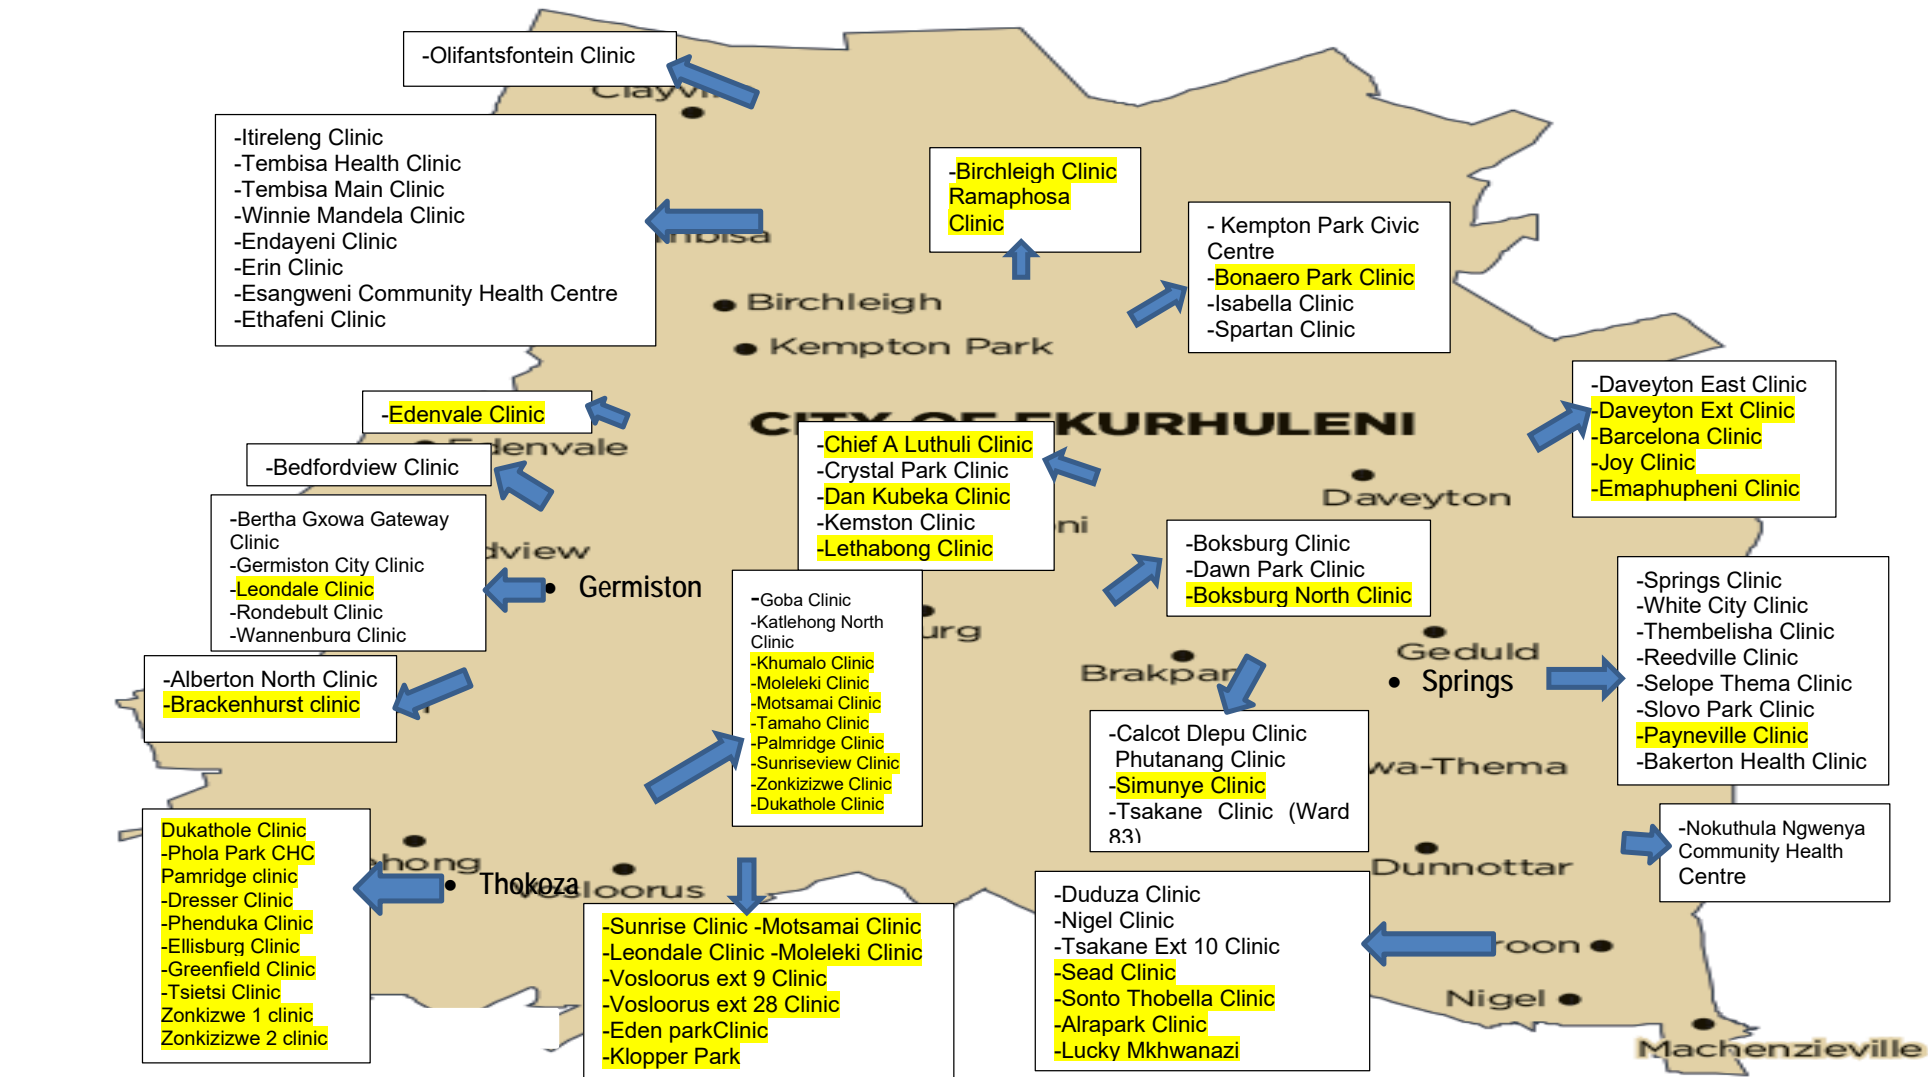 -Olifantsfontein Clinic
-Itireleng Clinic
-Tembisa Health Clinic
-Tembisa Main Clinic
-Winnie Mandela Clinic
-Endayeni Clinic
-Erin Clinic
-Esangweni Community Health Centre
-Ethafeni Clinic
-Birchleigh Clinic
Ramaphosa
Clinic
- Kempton Park Civic
Centre
-Bonaero Park Clinic
-Isabella Clinic
-Spartan Clinic
Birchleigh
Kempton Park
CITY OF EKURHULENI
-Edenvale Clinic
-Bedfordview Clinic
-Bertha Gxowa Gateway
Clinic
-Germiston City Clinic
-Leondale Clinic
-Rondebult Clinic
-Wannenburg Clinic
Germiston
-Chief A Luthuli Clinic
-Crystal Park Clinic
-Dan Kubeka Clinic
-Kemston Clinic
-Lethabong Clinic
-Daveyton East Clinic
-Daveyton Ext Clinic
-Barcelona Clinic
-Joy Clinic
-Emaphupheni Clinic
Daveyton
-Boksburg Clinic
-Dawn Park Clinic
-Boksburg North Clinic
-Goba Clinic
-Katlehong North
Clinic
-Khumalo Clinic
-Moleleki Clinic
-Motsamai Clinic
-Tamaho Clinic
-Palmridge Clinic
-Sunriseview Clinic
-Zonkizizwe Clinic
-Dukathole Clinic
Geduld
Springs
-Springs Clinic
-White City Clinic
-Thembelisha Clinic
-Reedville Clinic
-Selope Thema Clinic
-Slovo Park Clinic
-Payneville Clinic
-Bakerton Health Clinic
-Alberton North Clinic
-Brackenhurst clinic
-Calcot Dlepu Clinic
Phutanang Clinic
-Simunye Clinic
-Tsakane Clinic (Ward
83)
wa-Thema
-Nokuthula Ngwenya
Community Health
Centre
Dunnottar
Dukathole Clinic
-Phola Park CHC
Pamridge clinic
-Dresser Clinic
-Phenduka Clinic
-Ellisburg Clinic
-Greenfield Clinic
-Tsietsi Clinic
Zonkizwe 1 clinic
Zonkizizwe 2 clinic
Thokoza
Vosloorus
-Sunrise Clinic -Motsamai Clinic
-Leondale Clinic -Moleleki Clinic
-Vosloorus ext 9 Clinic
-Vosloorus ext 28 Clinic
-Eden parkClinic
-Klopper Park
-Duduza Clinic
-Nigel Clinic
-Tsakane Ext 10 Clinic
-Sead Clinic
-Sonto Thobella Clinic
-Alrapark Clinic
-Lucky Mkhwanazi
Nigel
Machenzieville